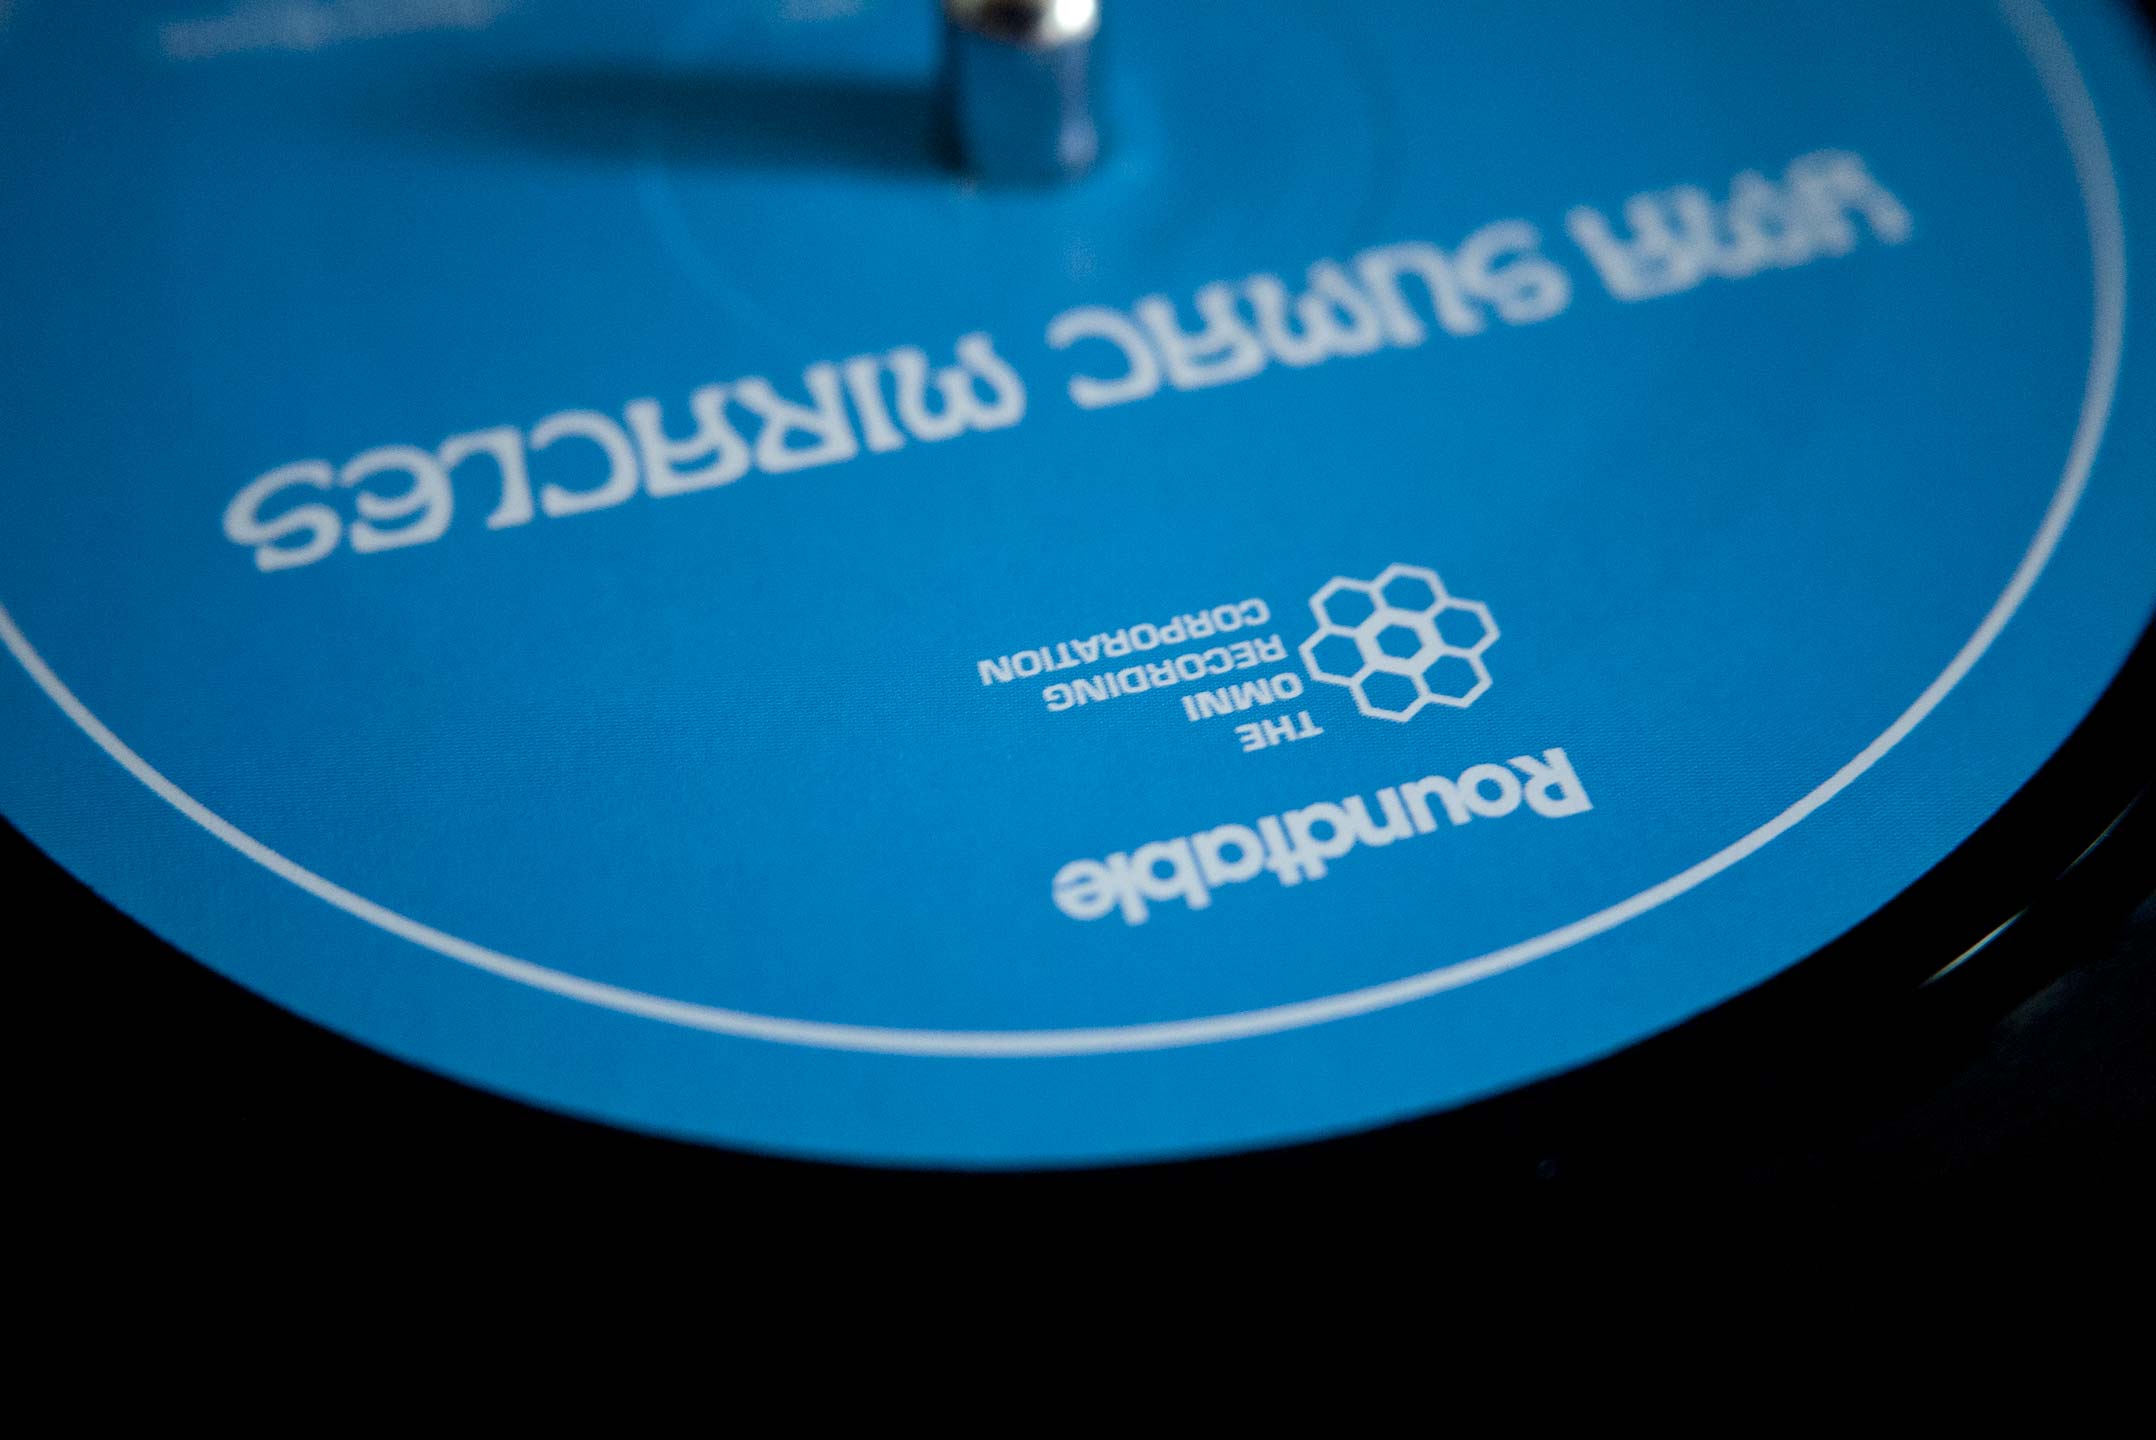 Roundtable
THE
OMNI
RECORDING
CORPORATION
YMA SUMAC MIRACLES